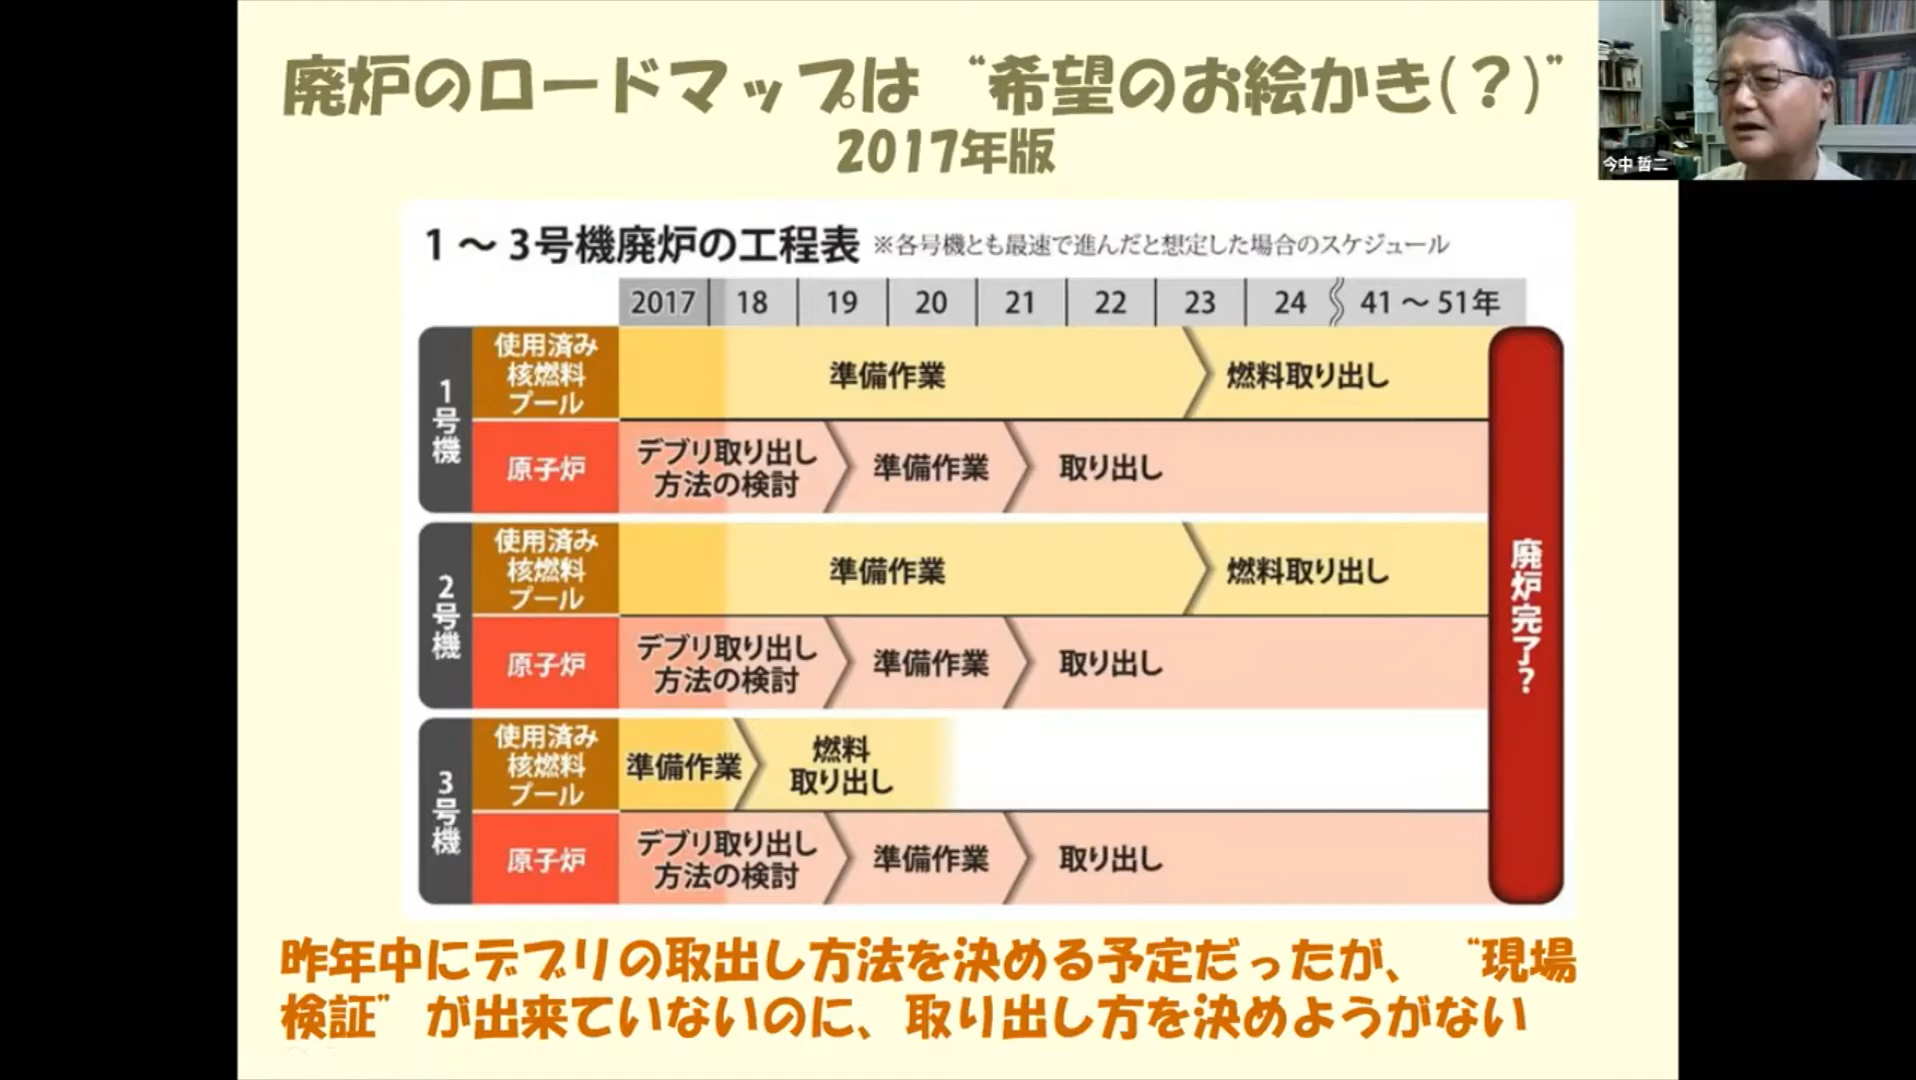 廃炉のロードマップは“希望のお絵かき(？)”
2017年版
今中 哲二
1～3号機廃炉の工程表 ※各号機とも最速で進んだと想定した場合のスケジュール
2017 18 19 20 21 22 23 24 41～51年
1号機
使用済み
核燃料
プール
準備作業 燃料取り出し
原子炉
デブリ取り出し
方法の検討
準備作業 取り出し
2号機
使用済み
核燃料
プール
準備作業 燃料取り出し
原子炉
デブリ取り出し
方法の検討
準備作業 取り出し
3号機
使用済み
核燃料
プール
準備作業
燃料
取り出し
原子炉
デブリ取り出し
方法の検討
準備作業 取り出し
廃炉完了?
昨年中にデブリの取出し方法を決める予定だったが、“現場
検証”が出来ていないのに、取り出し方を決めようがない